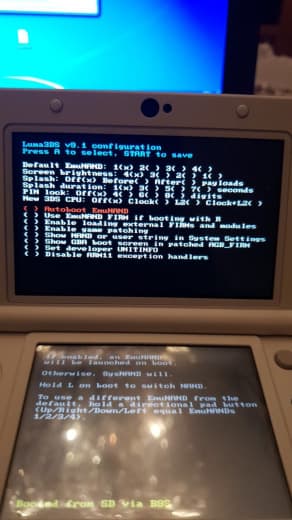 Luma3DS v9.1 configuration
Press A to select, START to save
Default EmuNAND: 1(x) 2( ) 3( ) 4( )
Screen brightness: 4(x) 3( ) 2( ) 1( )
Splash: Off(x) Before( ) After( ) payloads
Splash duration: 1(x) 3( ) 5( ) 7( ) seconds
PIN lock: Off(x) 4( ) 6( ) 8( ) digits
New 3DS CPU: Off(x) Clock( ) L2( ) Clock+L2( )
( ) Autoboot EmuNAND
( ) Use EmuNAND FIRM if booting with R
( ) Enable loading external FIRMs and modules
( ) Enable game patching
( ) Show NAND or user string in System Settings
( ) Show GBA boot screen in patched AGB_FIRM
( ) Set developer UNITINFO
( ) Disable ARM11 exception handlers
If enabled, an EmuNAND
will be launched on boot.
Otherwise, SysNAND will.
Hold L on boot to switch NAND.
To use a different EmuNAND from the
default, hold a directional pad button
(Up/Right/Down/Left equal EmuNANDs
1/2/3/4).
Booted from SD via B9S